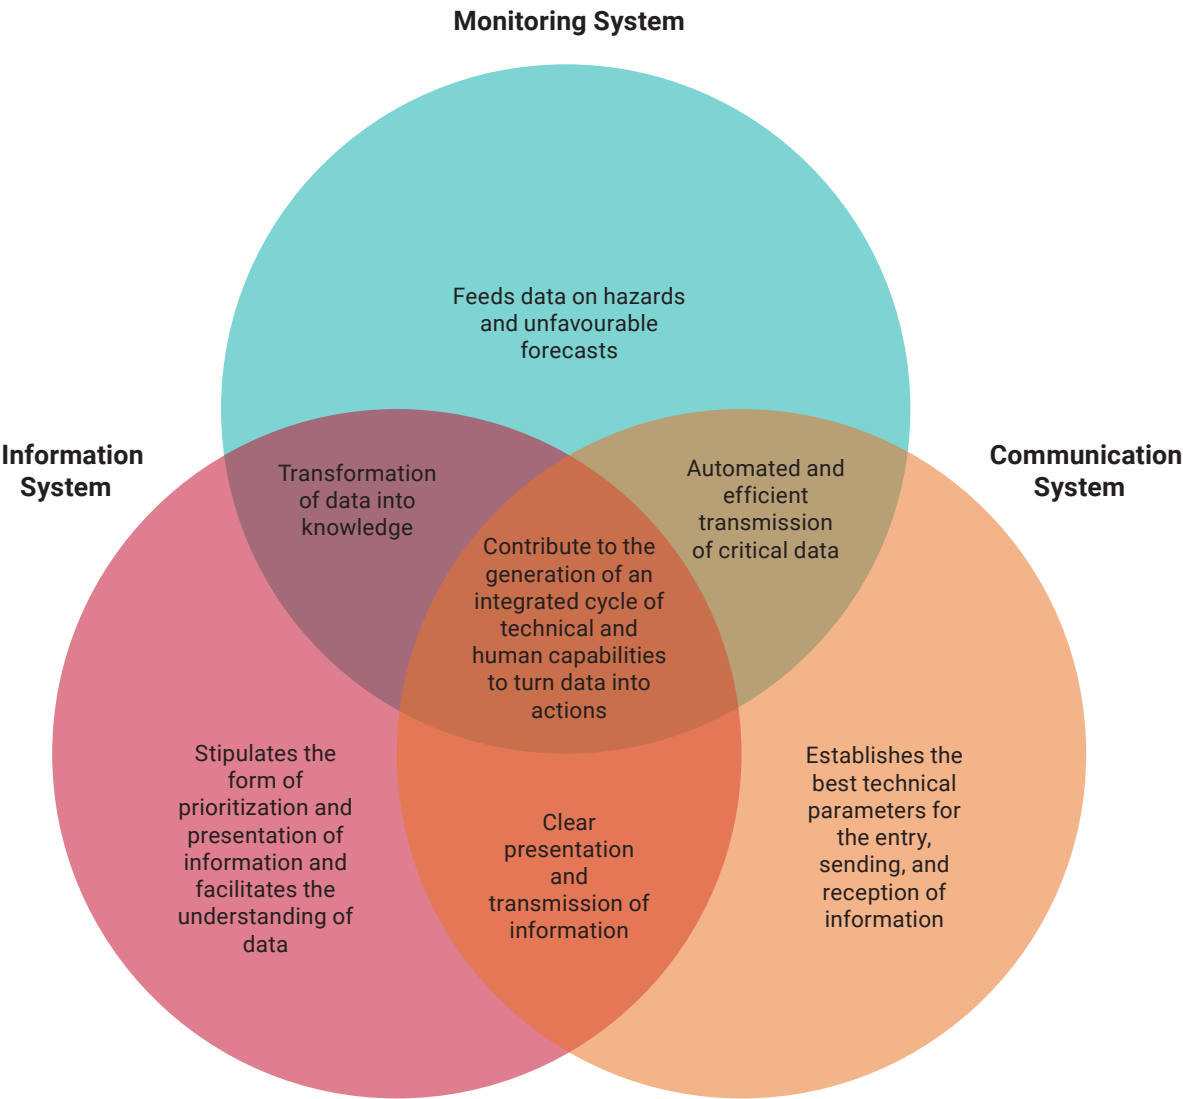 Monitoring System
Feeds data on hazards
and unfavourable
forecasts
Information
System
Communication
System
Transformation
of data into
knowledge
Automated and
efficient
transmission
of critical data
Contribute to the
generation of an
integrated cycle of
technical and
human capabilities
to turn data into
actions
Stipulates the
form of
prioritization and
presentation of
information and
facilitates the
understanding of
data
Clear
presentation
and
transmission of
information
Establishes the
best technical
parameters for
the entry,
sending, and
reception of
information